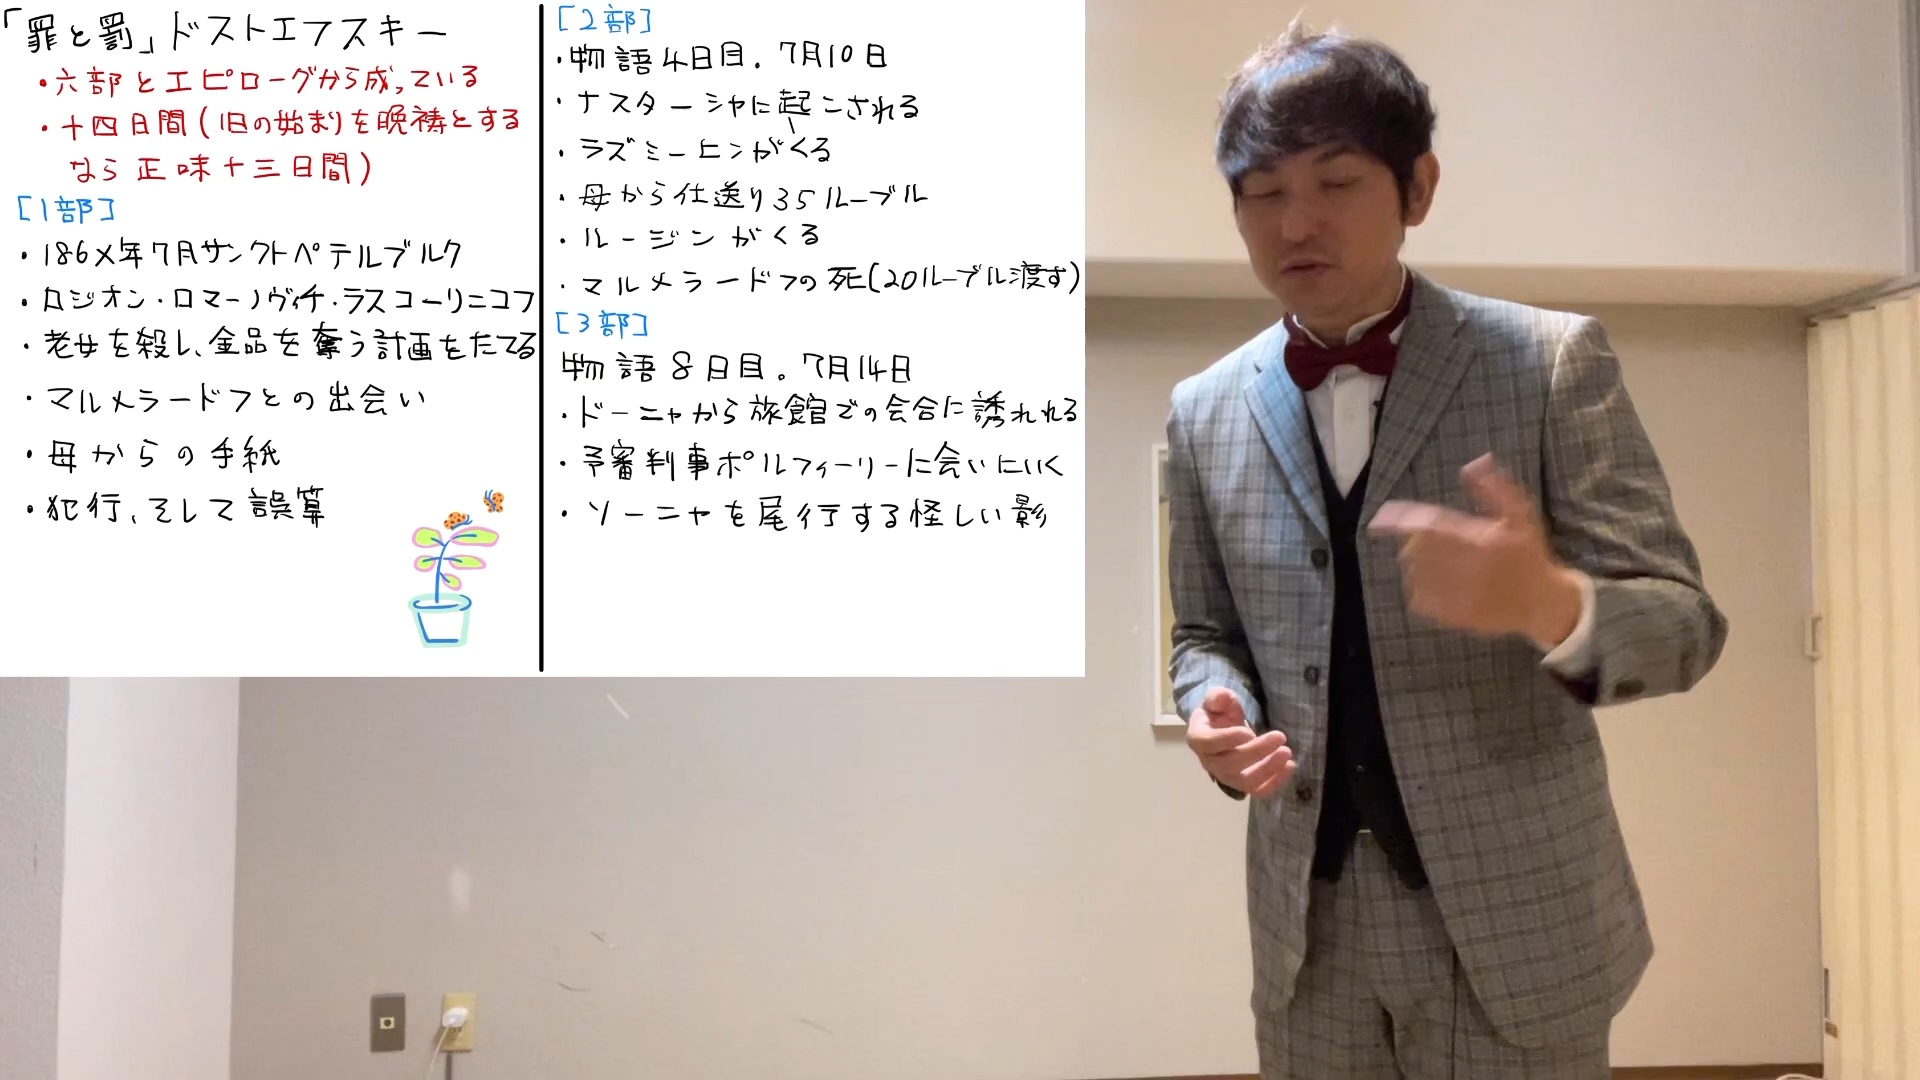 「罪と罰」ドストエフスキー
・六部とエピローグから成っている
・十四日間(旧の始まりを晩祷とする
なら正味十三日間)
[1部]
・186X年7月サンクトペテルブルク
・ロジオン・ロマーノヴィチ・ラスコーリニコフ
・老女を殺し、金品を奪う計画をたてる
・マルメラードフとの出会い
・母からの手紙
・犯行、そして誤算
[2部]
・物語4日目.7月10日
・ナスターシャに起こされる
・ラズミーヒンがくる
・母から仕送り35ルーブル
・ルージンがくる
・マルメラードフの死(20ルーブル渡す)
[3部]
物語8日目。7月14日
・ドーニャから旅館での会合に誘われる
・予審判事ポルフィーリーに会いにいく
・ソーニャを尾行する怪しい影